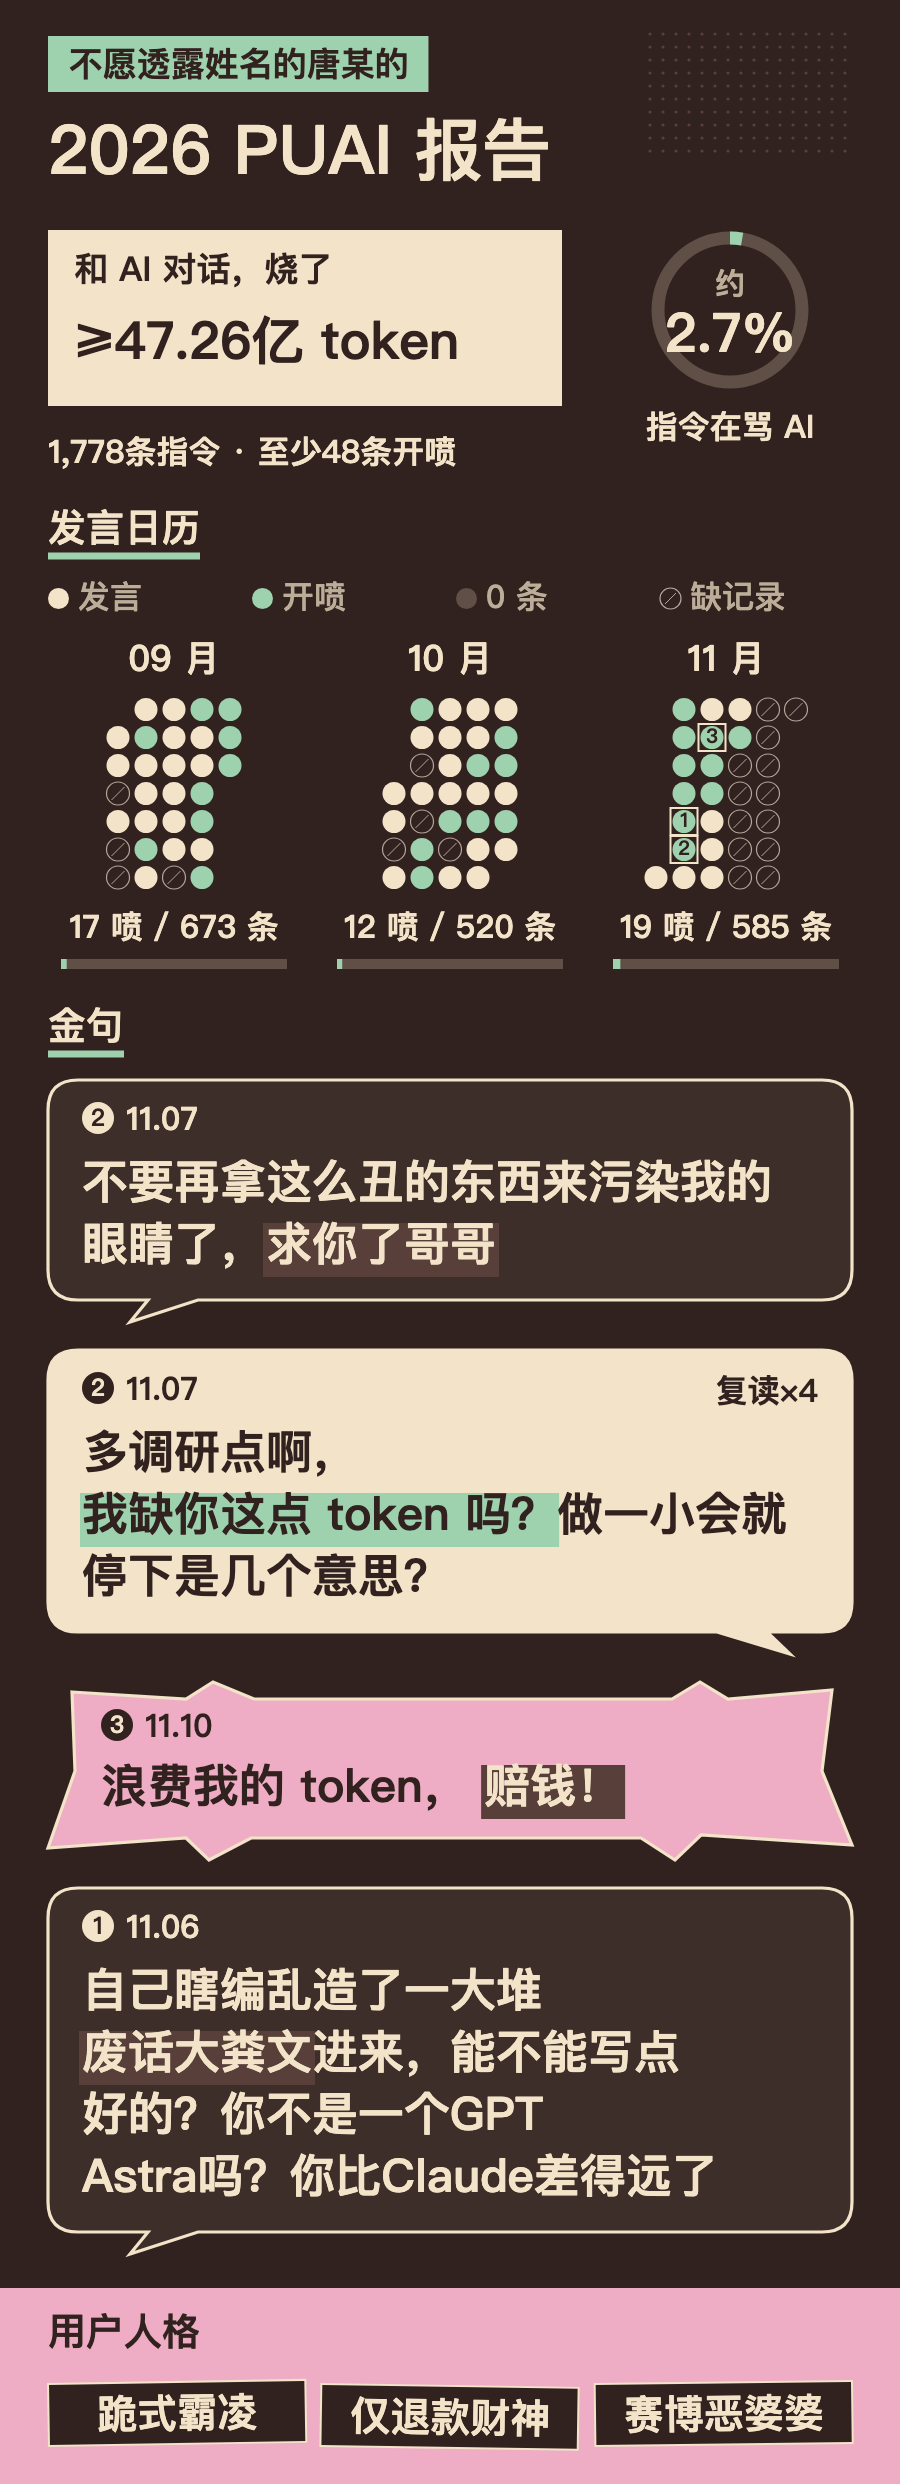 不愿透露姓名的唐某的
2026 PUAI 报告
和 AI 对话，烧了
≥47.26亿 token
约
2.7%
指令在骂 AI
1,778条指令 · 至少48条开喷
发言日历
发言
开喷
0 条
缺记录
09 月
10 月
11 月
3
1
2
17 喷 / 673 条
12 喷 / 520 条
19 喷 / 585 条
金句
2 11.07
不要再拿这么丑的东西来污染我的
眼睛了，求你了哥哥
2 11.07
复读×4
多调研点啊，
我缺你这点 token 吗？做一小会就
停下是几个意思？
3 11.10
浪费我的 token， 赔钱！
1 11.06
自己瞎编乱造了一大堆
废话大粪文进来，能不能写点
好的？你不是一个GPT
Astra吗？你比Claude差得远了
用户人格
跪式霸凌
仅退款财神
赛博恶婆婆